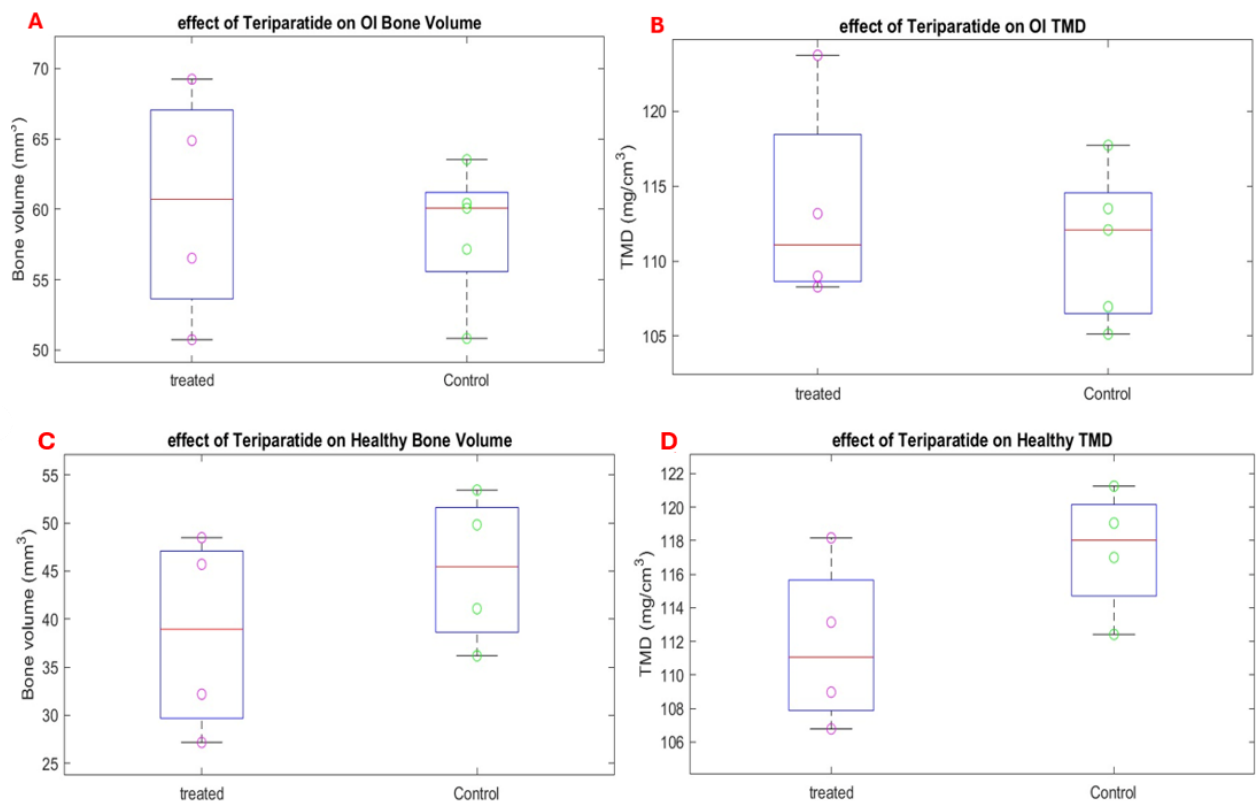 A
effect of Teriparatide on OI Bone Volume
Bone volume (mm³)
70
65
60
55
50
treated
Control
B
effect of Teriparatide on OI TMD
TMD (mg/cm³)
120
115
110
105
treated
Control
C
effect of Teriparatide on Healthy Bone Volume
Bone volume (mm³)
55
50
45
40
35
30
25
treated
Control
D
effect of Teriparatide on Healthy TMD
TMD (mg/cm³)
122
120
118
116
114
112
110
108
106
treated
Control